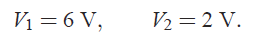 V₁ = 6 V,  V₂ = 2 V.